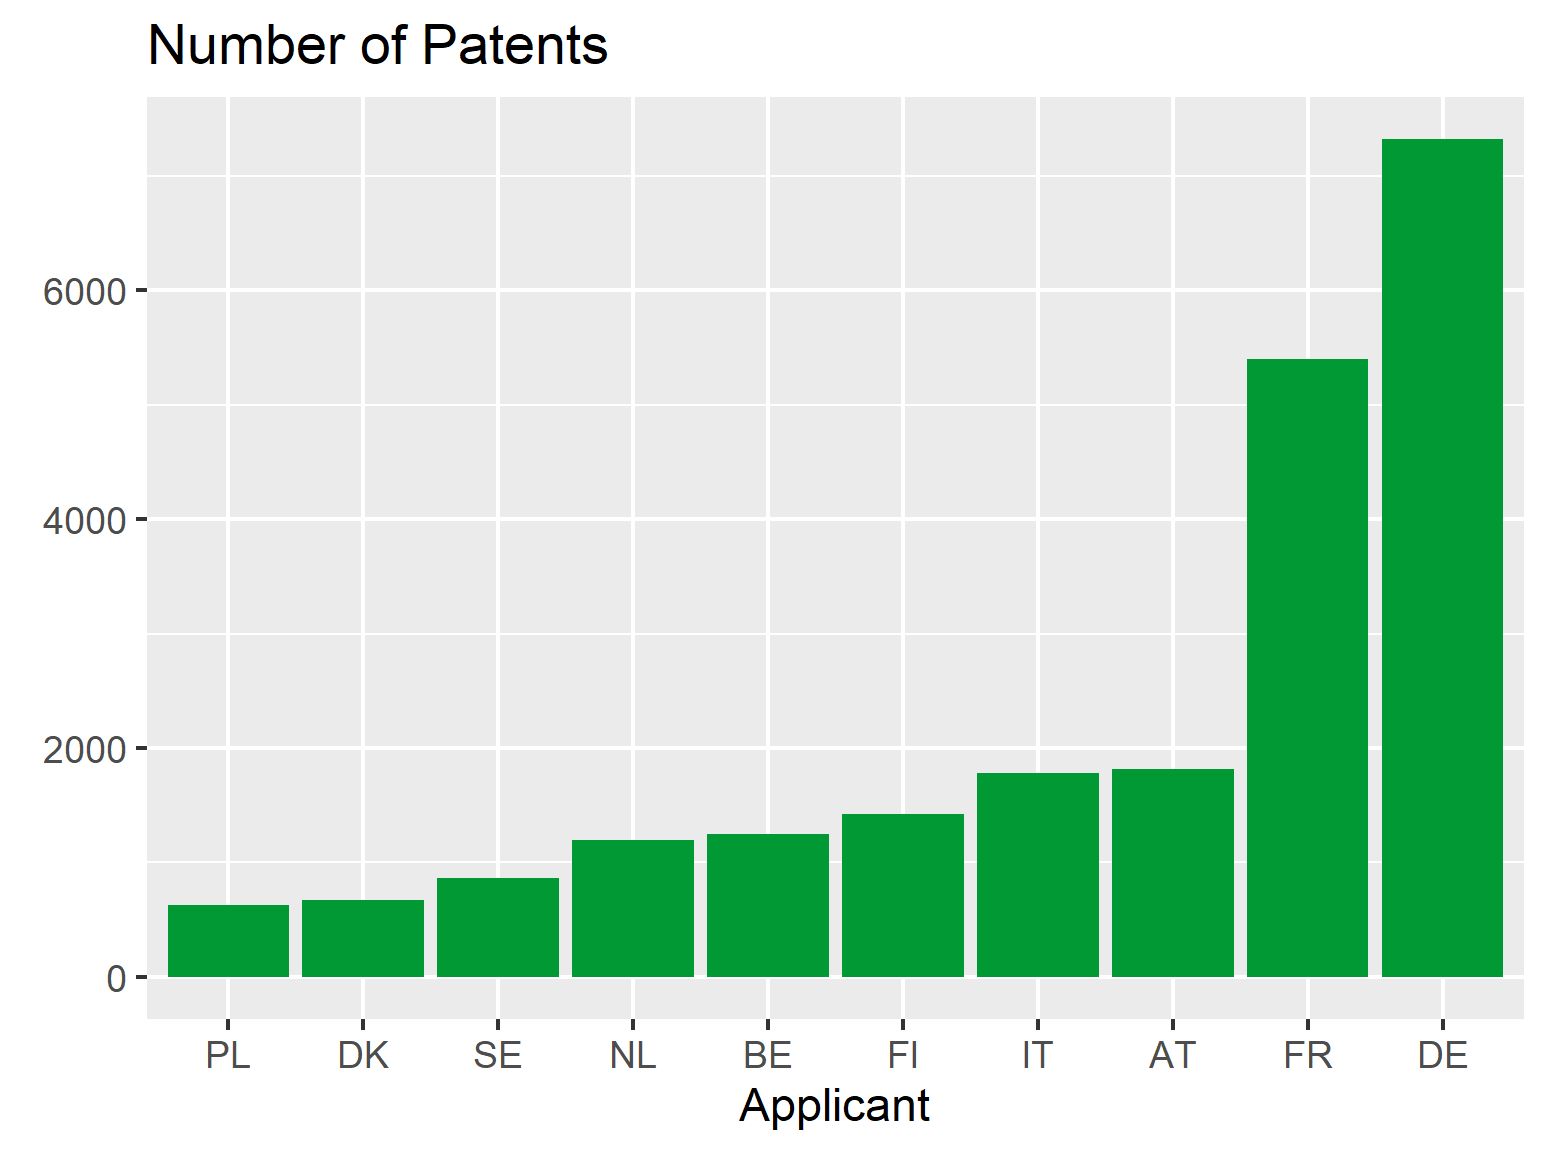 Number of Patents
6000
4000
2000
0
PL DK SE NL BE FI IT AT FR DE
Applicant